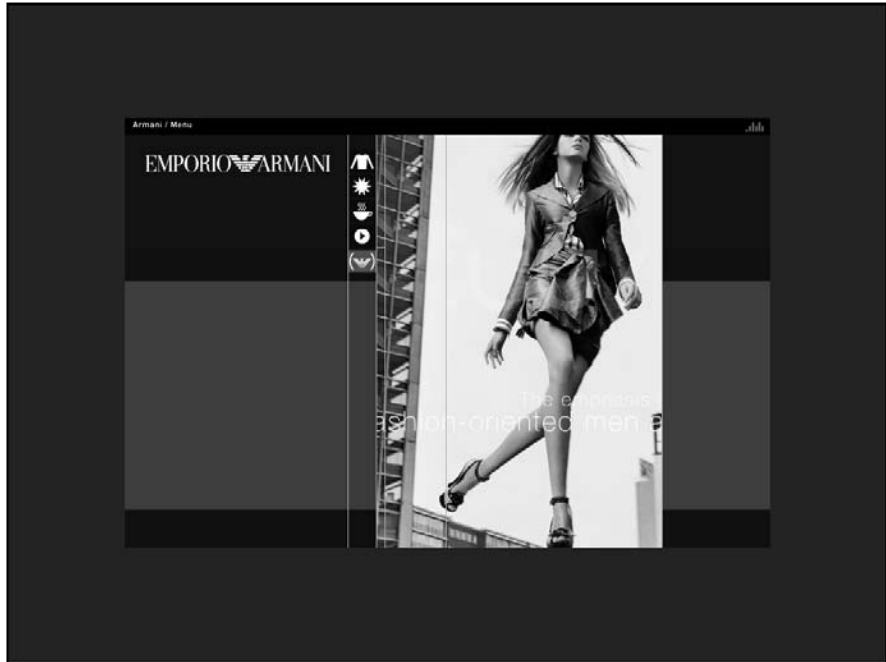 Armani / Menu
EMPORIO ARMANI
The emphasis
ashion-oriented men a